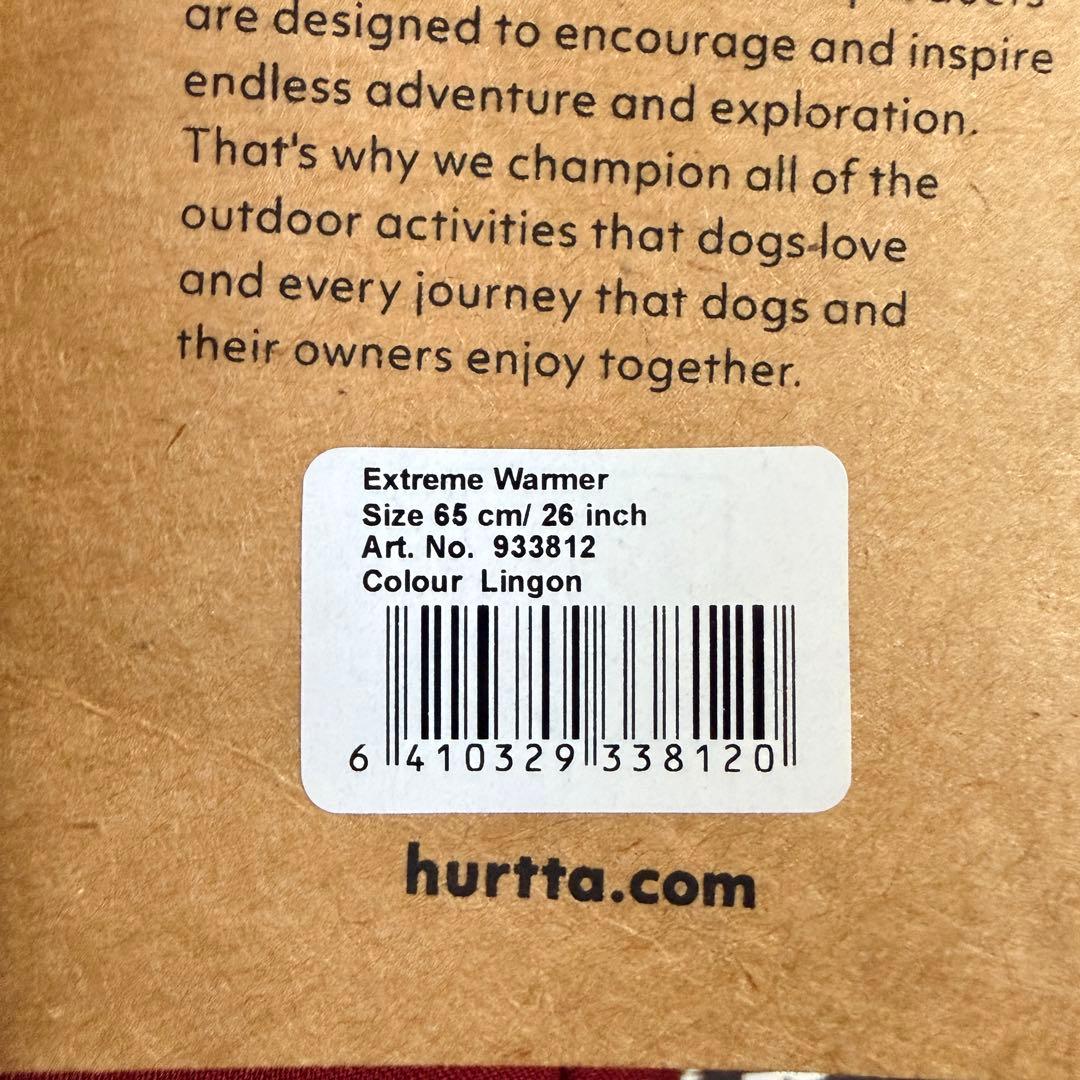 are designed to encourage and inspire
endless adventure and exploration.
That's why we champion all of the
outdoor activities that dogs love
and every journey that dogs and
their owners enjoy together.
Extreme Warmer
Size 65 cm/ 26 inch
Art. No. 933812
Colour Lingon
6 410329 338120
hurtta.com